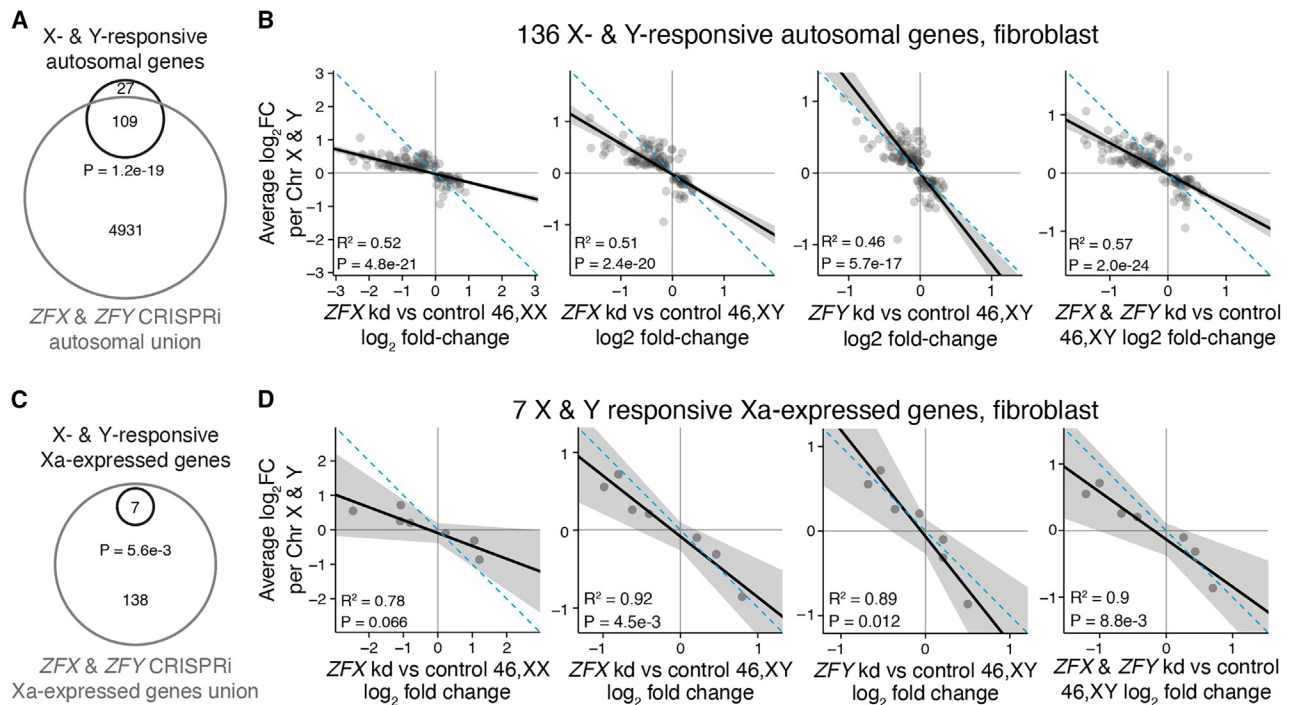 A
X- & Y-responsive
autosomal genes
27
109
P = 1.2e-19
4931
ZFX & ZFY CRISPRi
autosomal union
B
136 X- & Y-responsive autosomal genes, fibroblast
Average log₂FC
per Chr X & Y
3
2
1
0
−1
−2
−3
R² = 0.52
P = 4.8e-21
−3 −2 −1 0 1 2 3
ZFX kd vs control 46,XX
log₂ fold-change
1
0
−1
R² = 0.51
P = 2.4e-20
−1 0 1
ZFX kd vs control 46,XY
log2 fold-change
1
0
−1
R² = 0.46
P = 5.7e-17
−1 0 1
ZFY kd vs control 46,XY
log2 fold-change
1
0
−1
R² = 0.57
P = 2.0e-24
−1 0 1
ZFX & ZFY kd vs control
46,XY log2 fold-change
C
X- & Y-responsive
Xa-expressed genes
7
P = 5.6e-3
138
ZFX & ZFY CRISPRi
Xa-expressed genes union
D
7 X & Y responsive Xa-expressed genes, fibroblast
Average log₂FC
per Chr X & Y
2
1
0
−1
−2
R² = 0.78
P = 0.066
−2 −1 0 1 2
ZFX kd vs control 46,XX
log₂ fold change
1
0
−1
R² = 0.92
P = 4.5e-3
−1 0 1
ZFX kd vs control 46,XY
log₂ fold change
1
0
−1
R² = 0.89
P = 0.012
−1 0 1
ZFY kd vs control 46,XY
log₂ fold change
1
0
−1
R² = 0.9
P = 8.8e-3
−1 0 1
ZFX & ZFY kd vs control
46,XY log₂ fold change